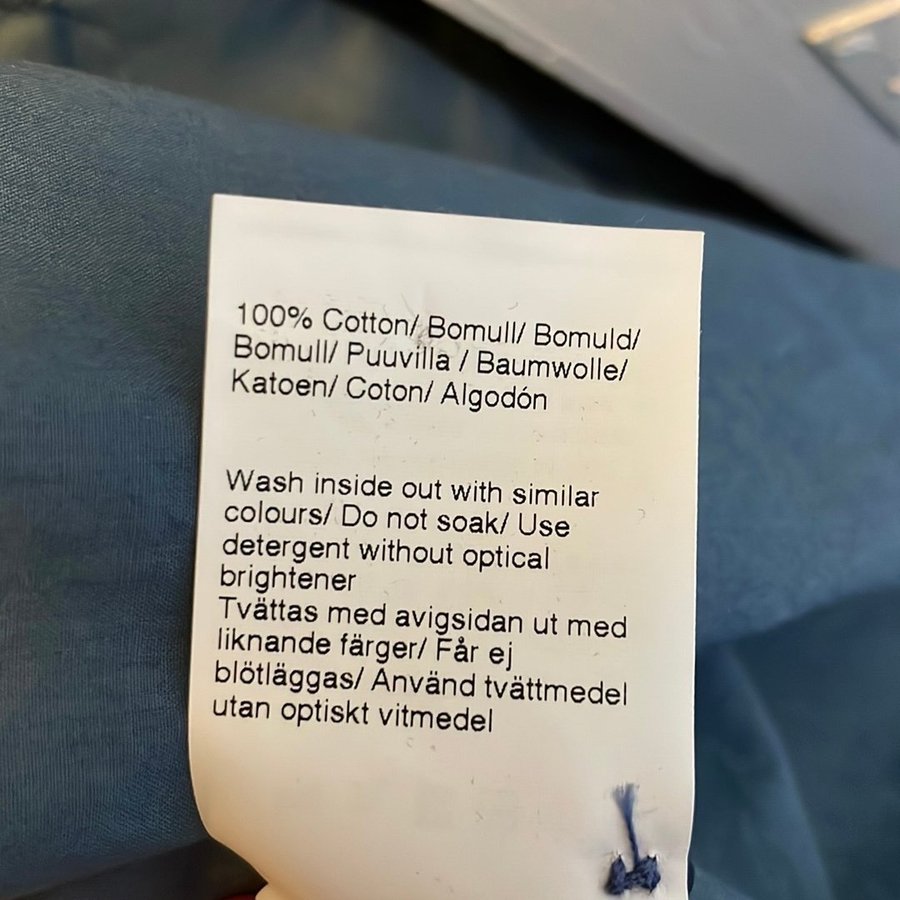 100% Cotton/ Bomull/ Bomuld/
Bomull/ Puuvilla / Baumwolle/
Katoen/ Coton/ Algodón
Wash inside out with similar
colours/ Do not soak/ Use
detergent without optical
brightener
Tvättas med avigsidan ut med
liknande färger/ Får ej
blötläggas/ Använd tvättmedel
utan optiskt vitmedel